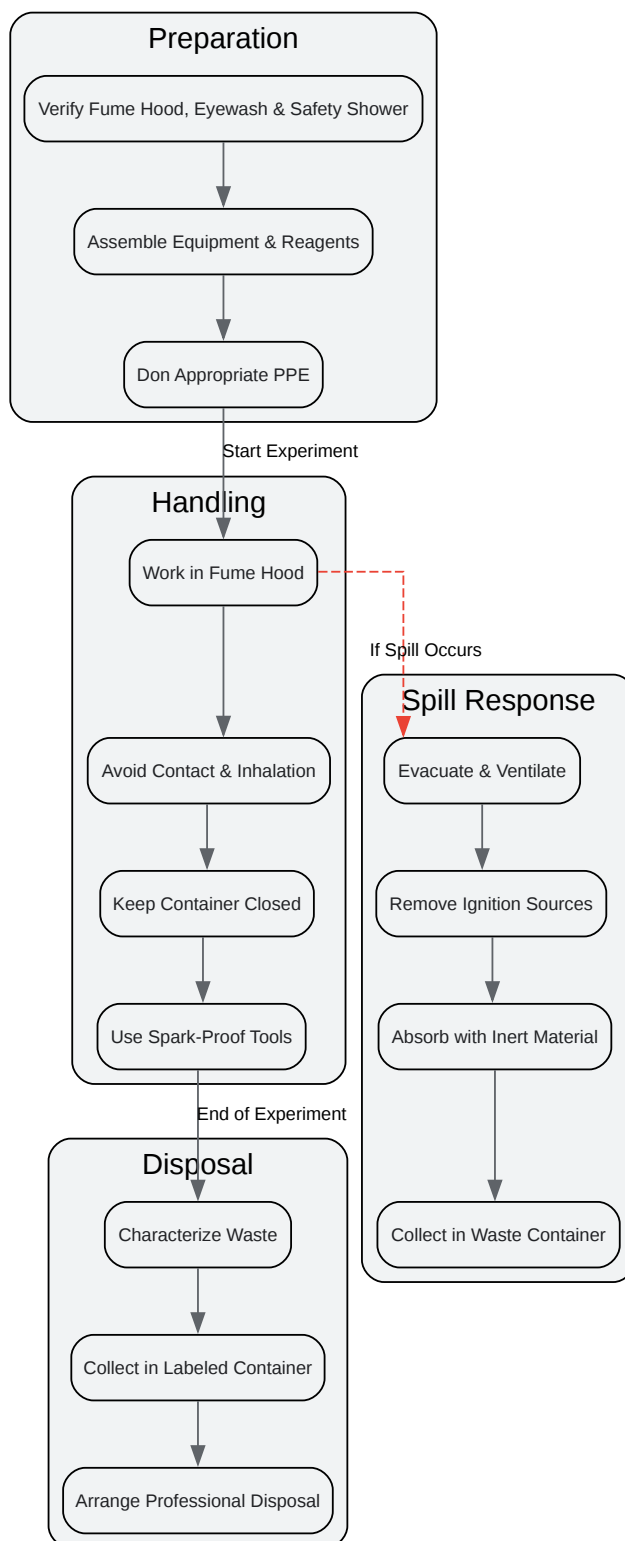 Preparation
Verify Fume Hood, Eyewash & Safety Shower
Assemble Equipment & Reagents
Don Appropriate PPE
Start Experiment
Handling
Work in Fume Hood
If Spill Occurs
Spill Response
Avoid Contact & Inhalation
Evacuate & Ventilate
Keep Container Closed
Remove Ignition Sources
Use Spark-Proof Tools
Absorb with Inert Material
End of Experiment
Disposal
Characterize Waste
Collect in Waste Container
Collect in Labeled Container
Arrange Professional Disposal